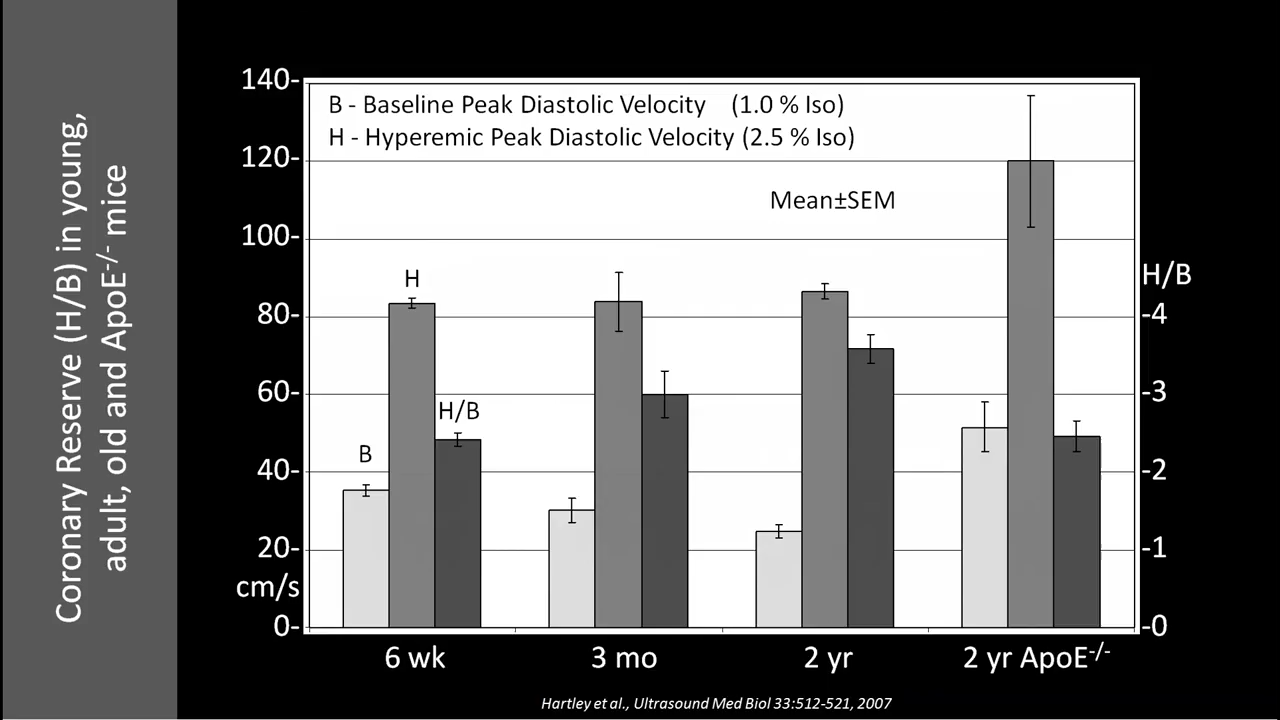 Coronary Reserve (H/B) in young,
adult, old and ApoE-/- mice
B - Baseline Peak Diastolic Velocity (1.0 % Iso)
H - Hyperemic Peak Diastolic Velocity (2.5 % Iso)
Mean±SEM
140-
120-
100-
80-
60-
40-
20-
cm/s
0-
H/B
-4
-3
-2
-1
-0
B
H
H/B
6 wk
3 mo
2 yr
2 yr ApoE-/-
Hartley et al., Ultrasound Med Biol 33:512-521, 2007